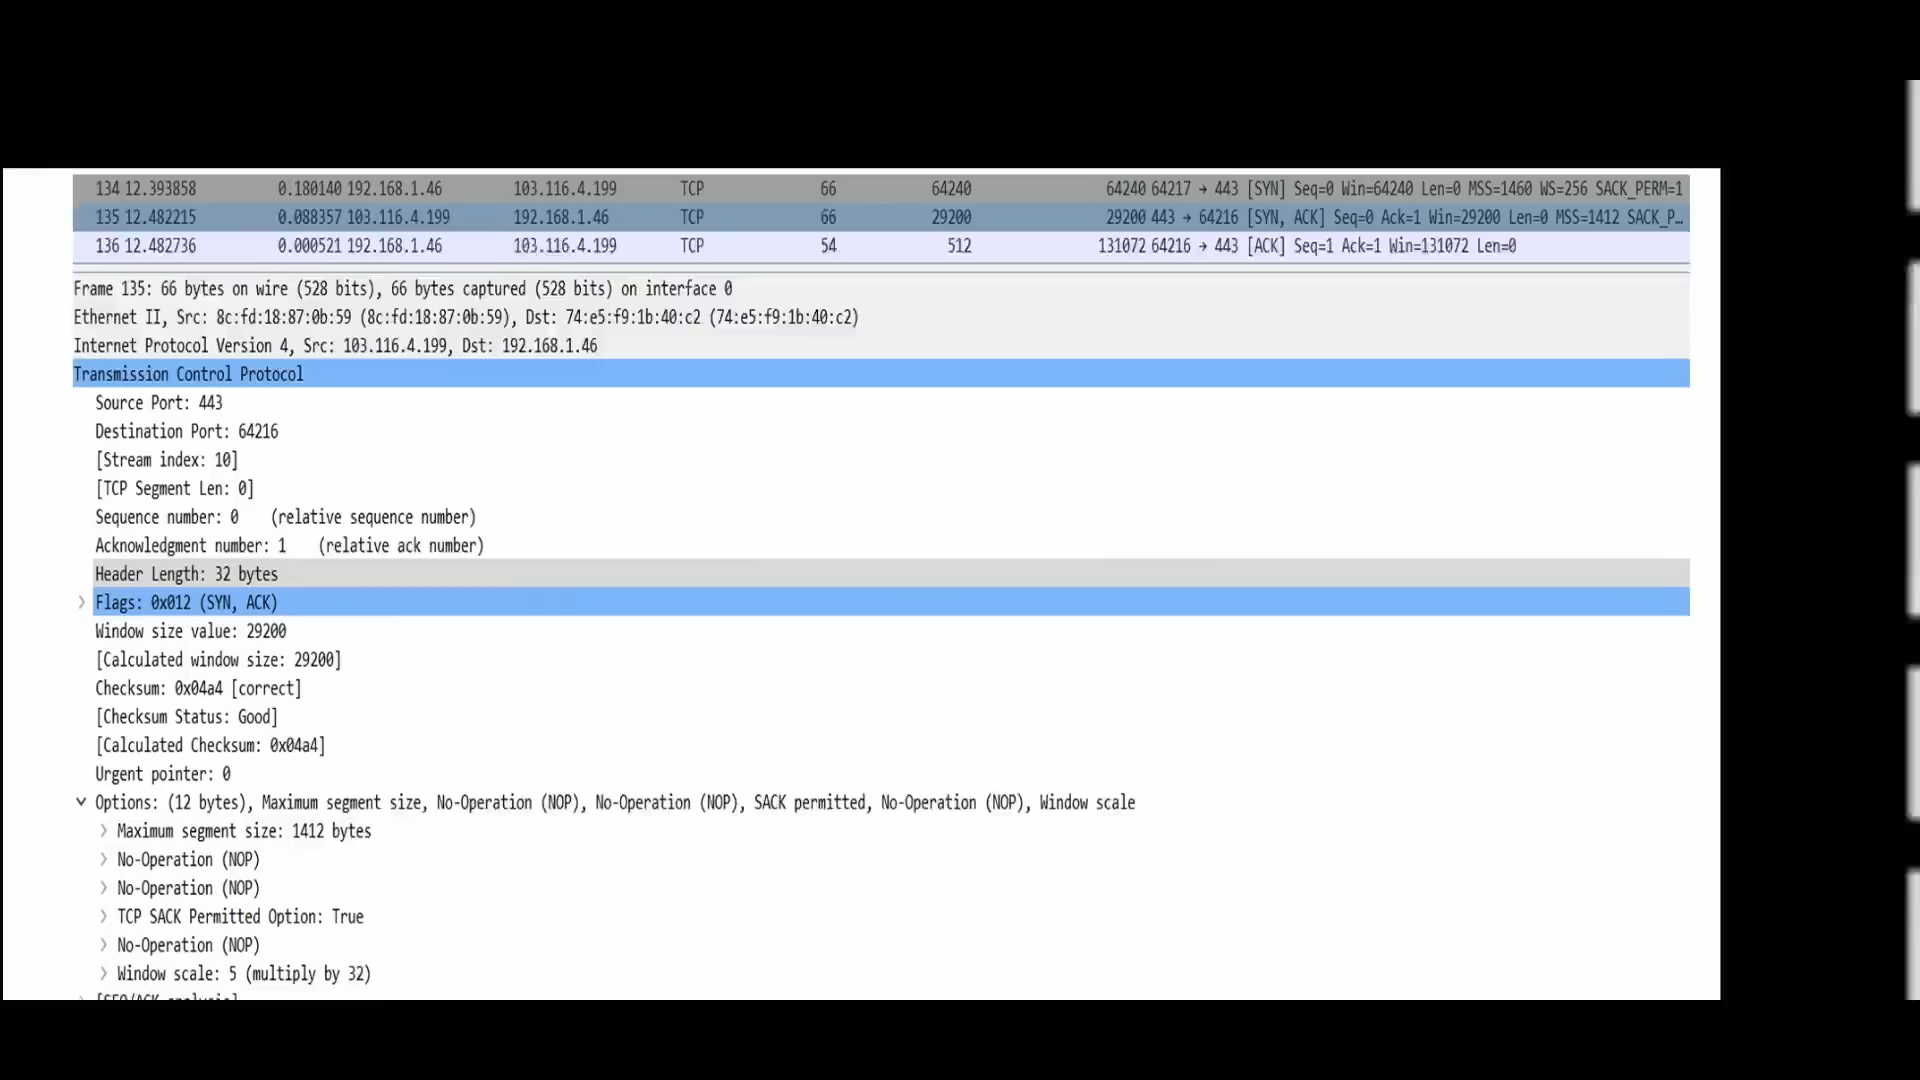 134 12.393858 0.180140 192.168.1.46 103.116.4.199 TCP 66 64240 64240 64217 → 443 [SYN] Seq=0 Win=64240 Len=0 MSS=1460 WS=256 SACK_PERM=1
135 12.482215 0.088357 103.116.4.199 192.168.1.46 TCP 66 29200 29200 443 → 64216 [SYN, ACK] Seq=0 Ack=1 Win=29200 Len=0 MSS=1412 SACK_P…
136 12.482736 0.000521 192.168.1.46 103.116.4.199 TCP 54 512 131072 64216 → 443 [ACK] Seq=1 Ack=1 Win=131072 Len=0
Frame 135: 66 bytes on wire (528 bits), 66 bytes captured (528 bits) on interface 0
Ethernet II, Src: 8c:fd:18:87:0b:59 (8c:fd:18:87:0b:59), Dst: 74:e5:f9:1b:40:c2 (74:e5:f9:1b:40:c2)
Internet Protocol Version 4, Src: 103.116.4.199, Dst: 192.168.1.46
Transmission Control Protocol
Source Port: 443
Destination Port: 64216
[Stream index: 10]
[TCP Segment Len: 0]
Sequence number: 0 (relative sequence number)
Acknowledgment number: 1 (relative ack number)
Header Length: 32 bytes
Flags: 0x012 (SYN, ACK)
Window size value: 29200
[Calculated window size: 29200]
Checksum: 0x04a4 [correct]
[Checksum Status: Good]
[Calculated Checksum: 0x04a4]
Urgent pointer: 0
Options: (12 bytes), Maximum segment size, No-Operation (NOP), No-Operation (NOP), SACK permitted, No-Operation (NOP), Window scale
Maximum segment size: 1412 bytes
No-Operation (NOP)
No-Operation (NOP)
TCP SACK Permitted Option: True
No-Operation (NOP)
Window scale: 5 (multiply by 32)
[SEQ/ACK analysis]